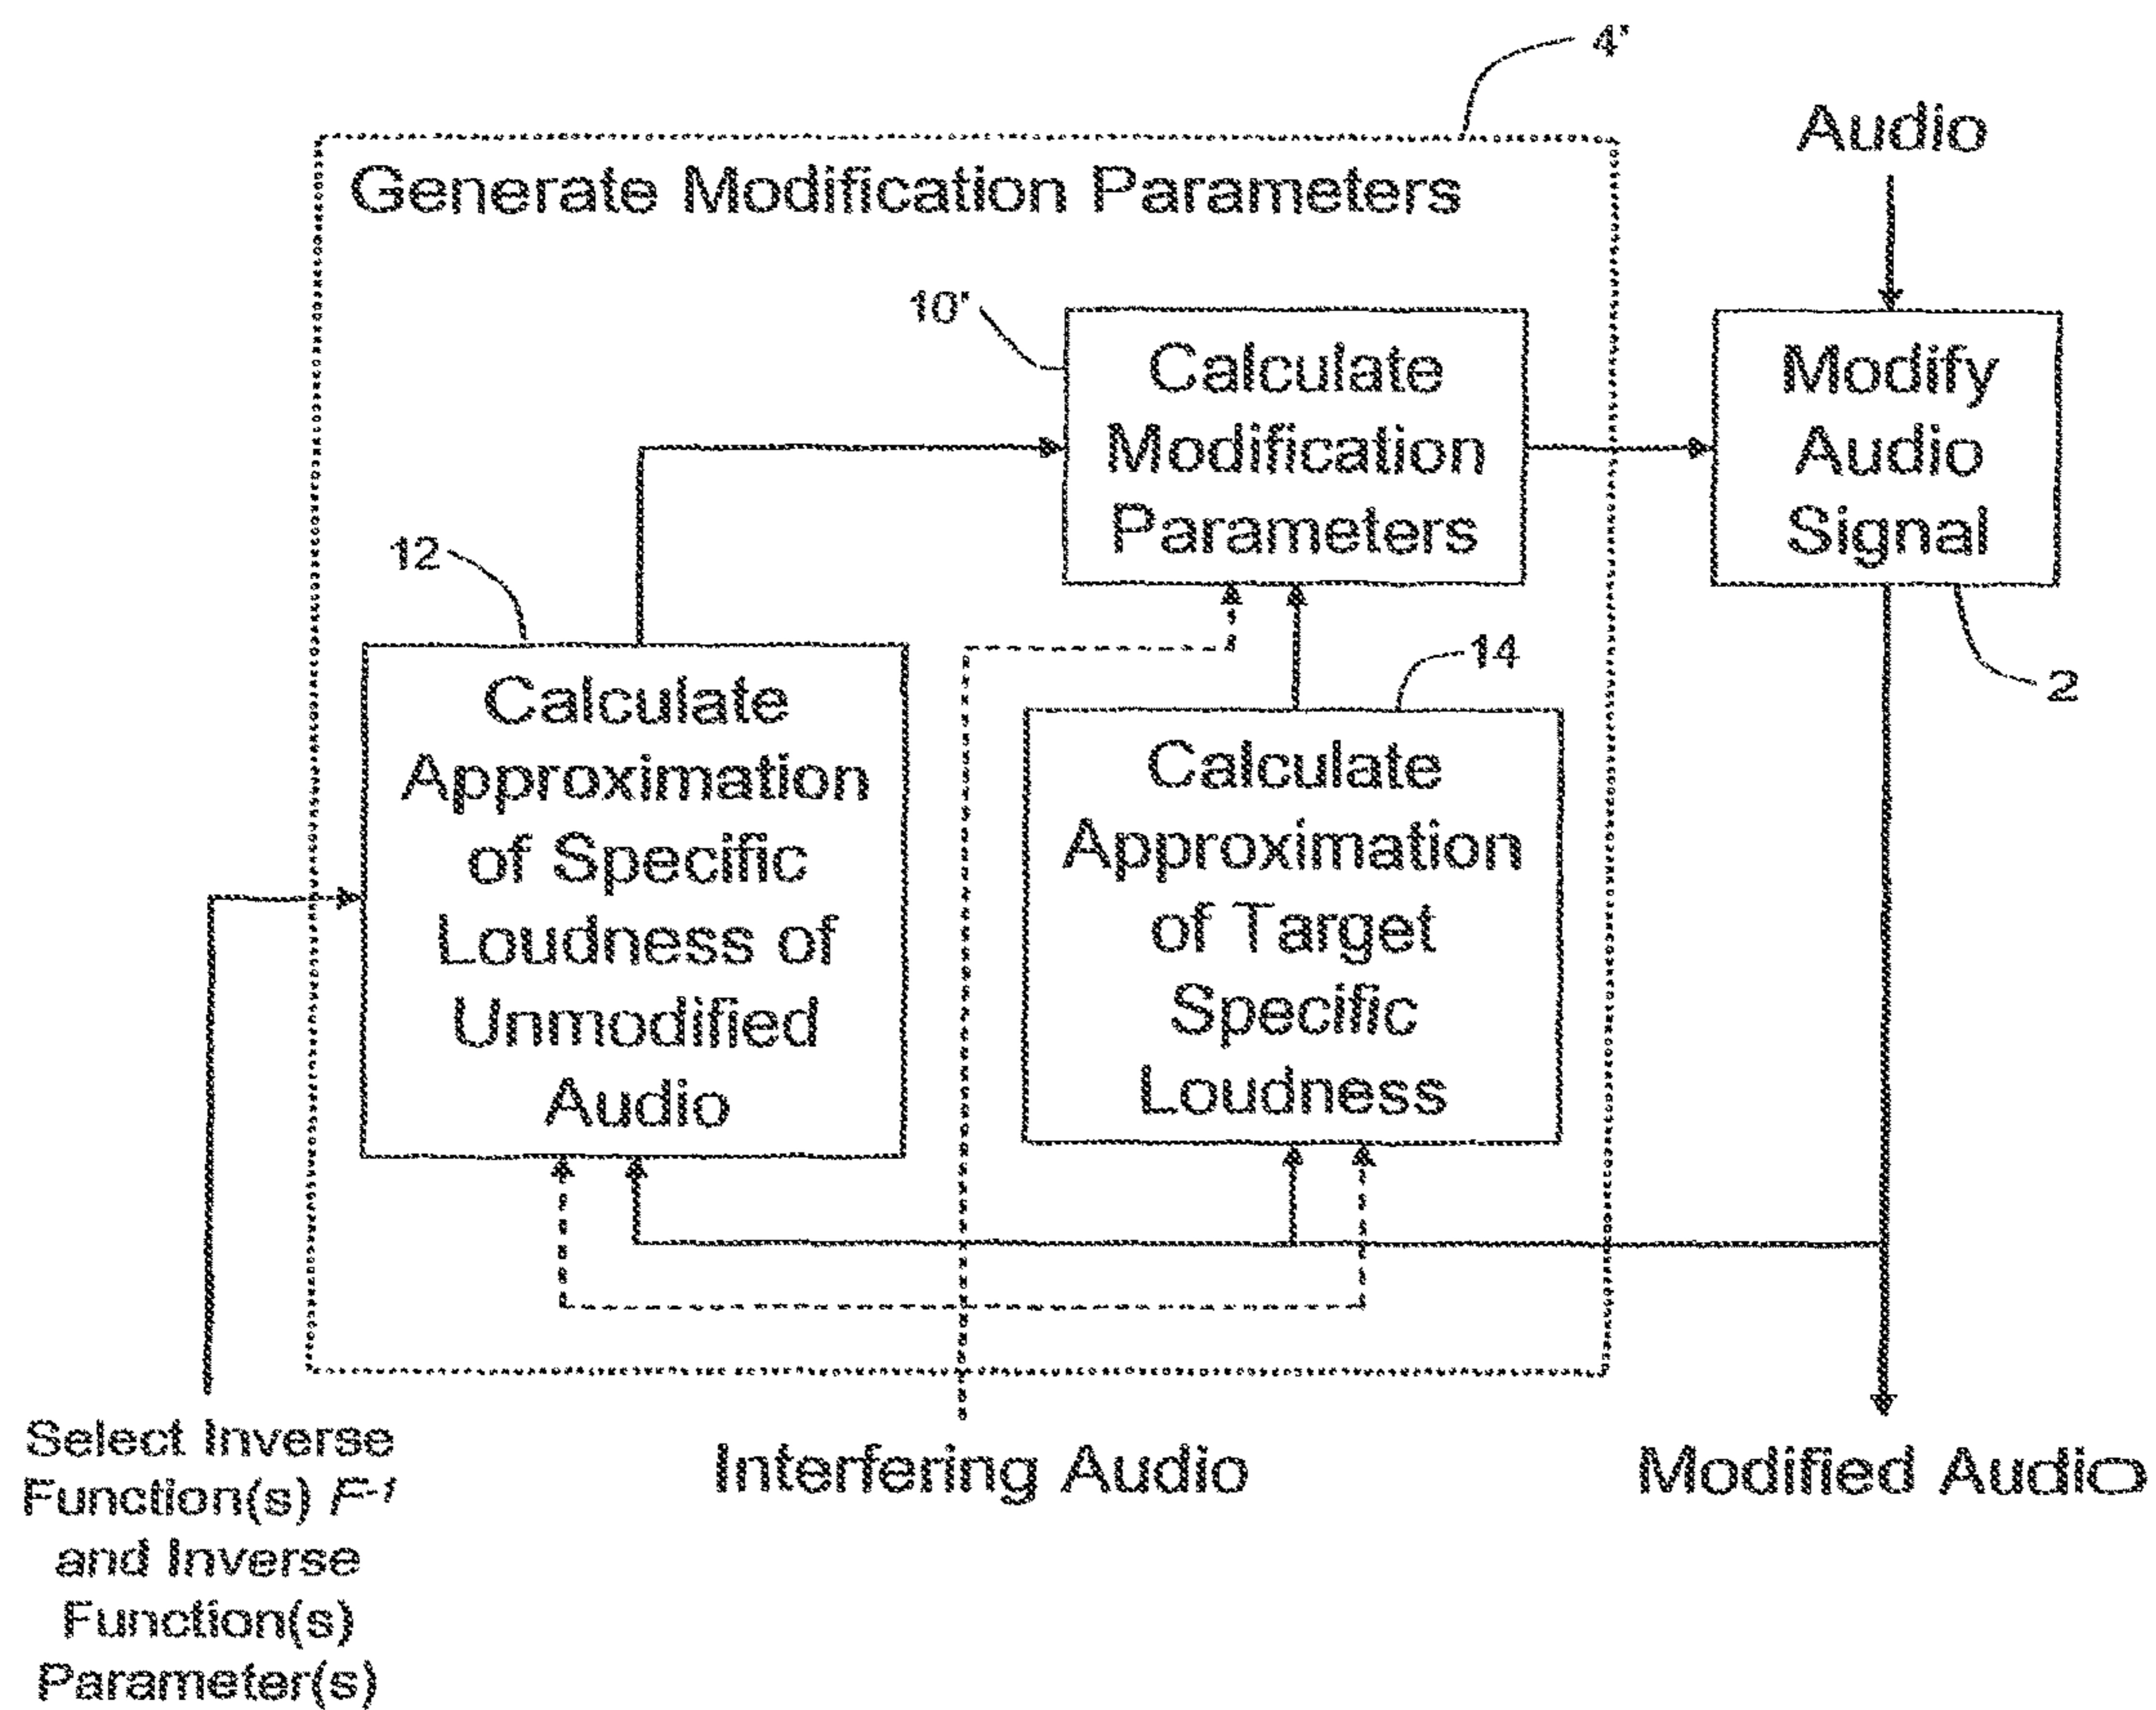 4'
Audio
Generate Modification Parameters
10'
Calculate
Modification
Parameters
Modify
Audio
Signal
12
14
2
Calculate
Approximation
of Specific
Loudness of
Unmodified
Audio
Calculate
Approximation
of Target
Specific
Loudness
Select Inverse
Function(s) F-1
and Inverse
Function(s)
Parameter(s)
Interfering Audio
Modified Audio